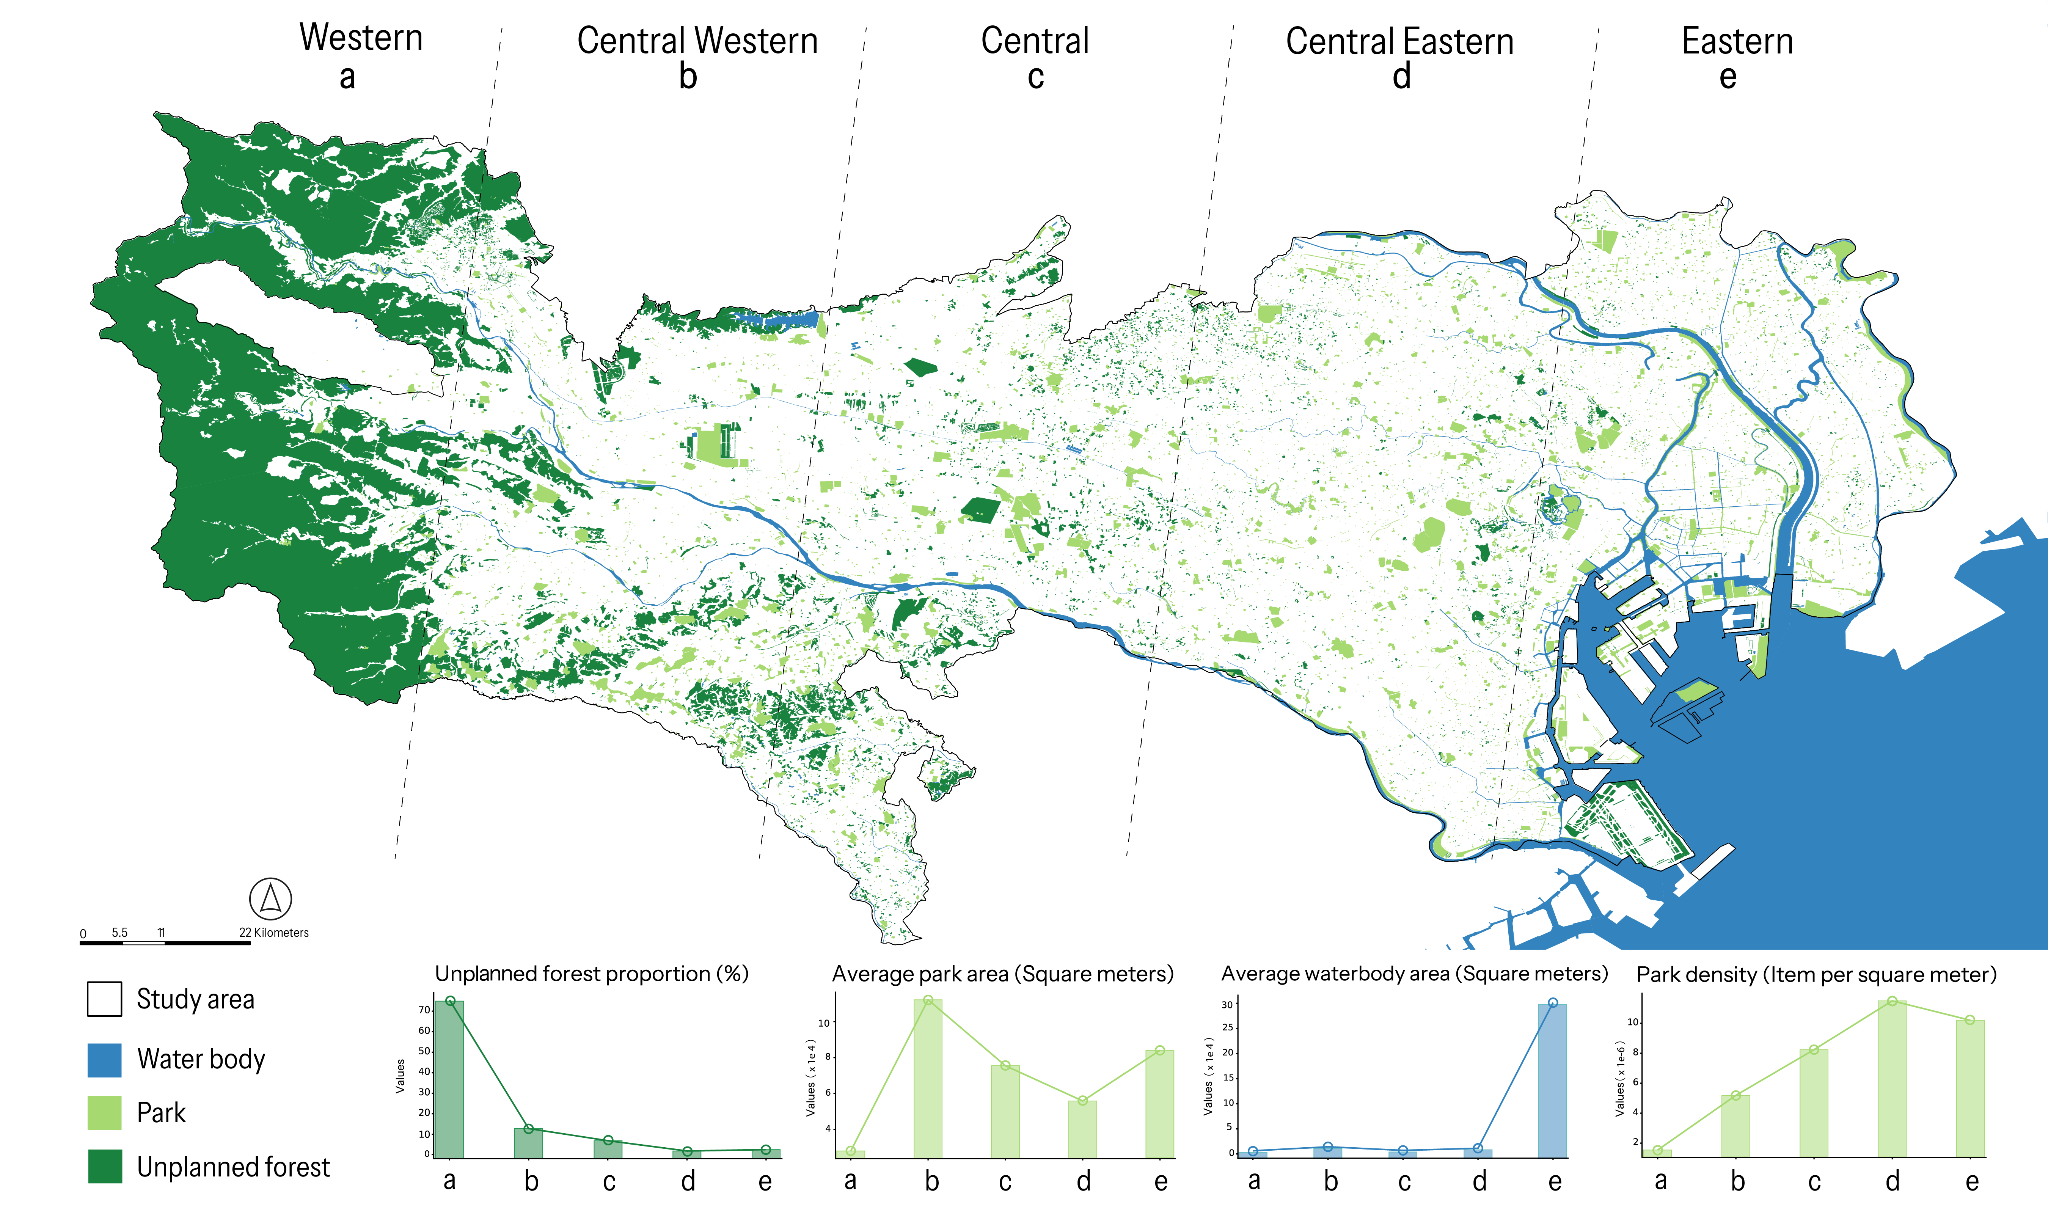 Western
a
Central Western
b
Central
c
Central Eastern
d
Eastern
e
0 5.5 11 22 Kilometers
Study area
Water body
Park
Unplanned forest
Unplanned forest proportion (%)
Values
70
60
50
40
30
20
10
0
a b c d e
Average park area (Square meters)
Values (x 1e4)
10
8
6
4
a b c d e
Average waterbody area (Square meters)
Values (x 1e4)
30
25
20
15
10
5
0
a b c d e
Park density (Item per square meter)
Values(x 1e-6)
10
8
6
4
2
a b c d e